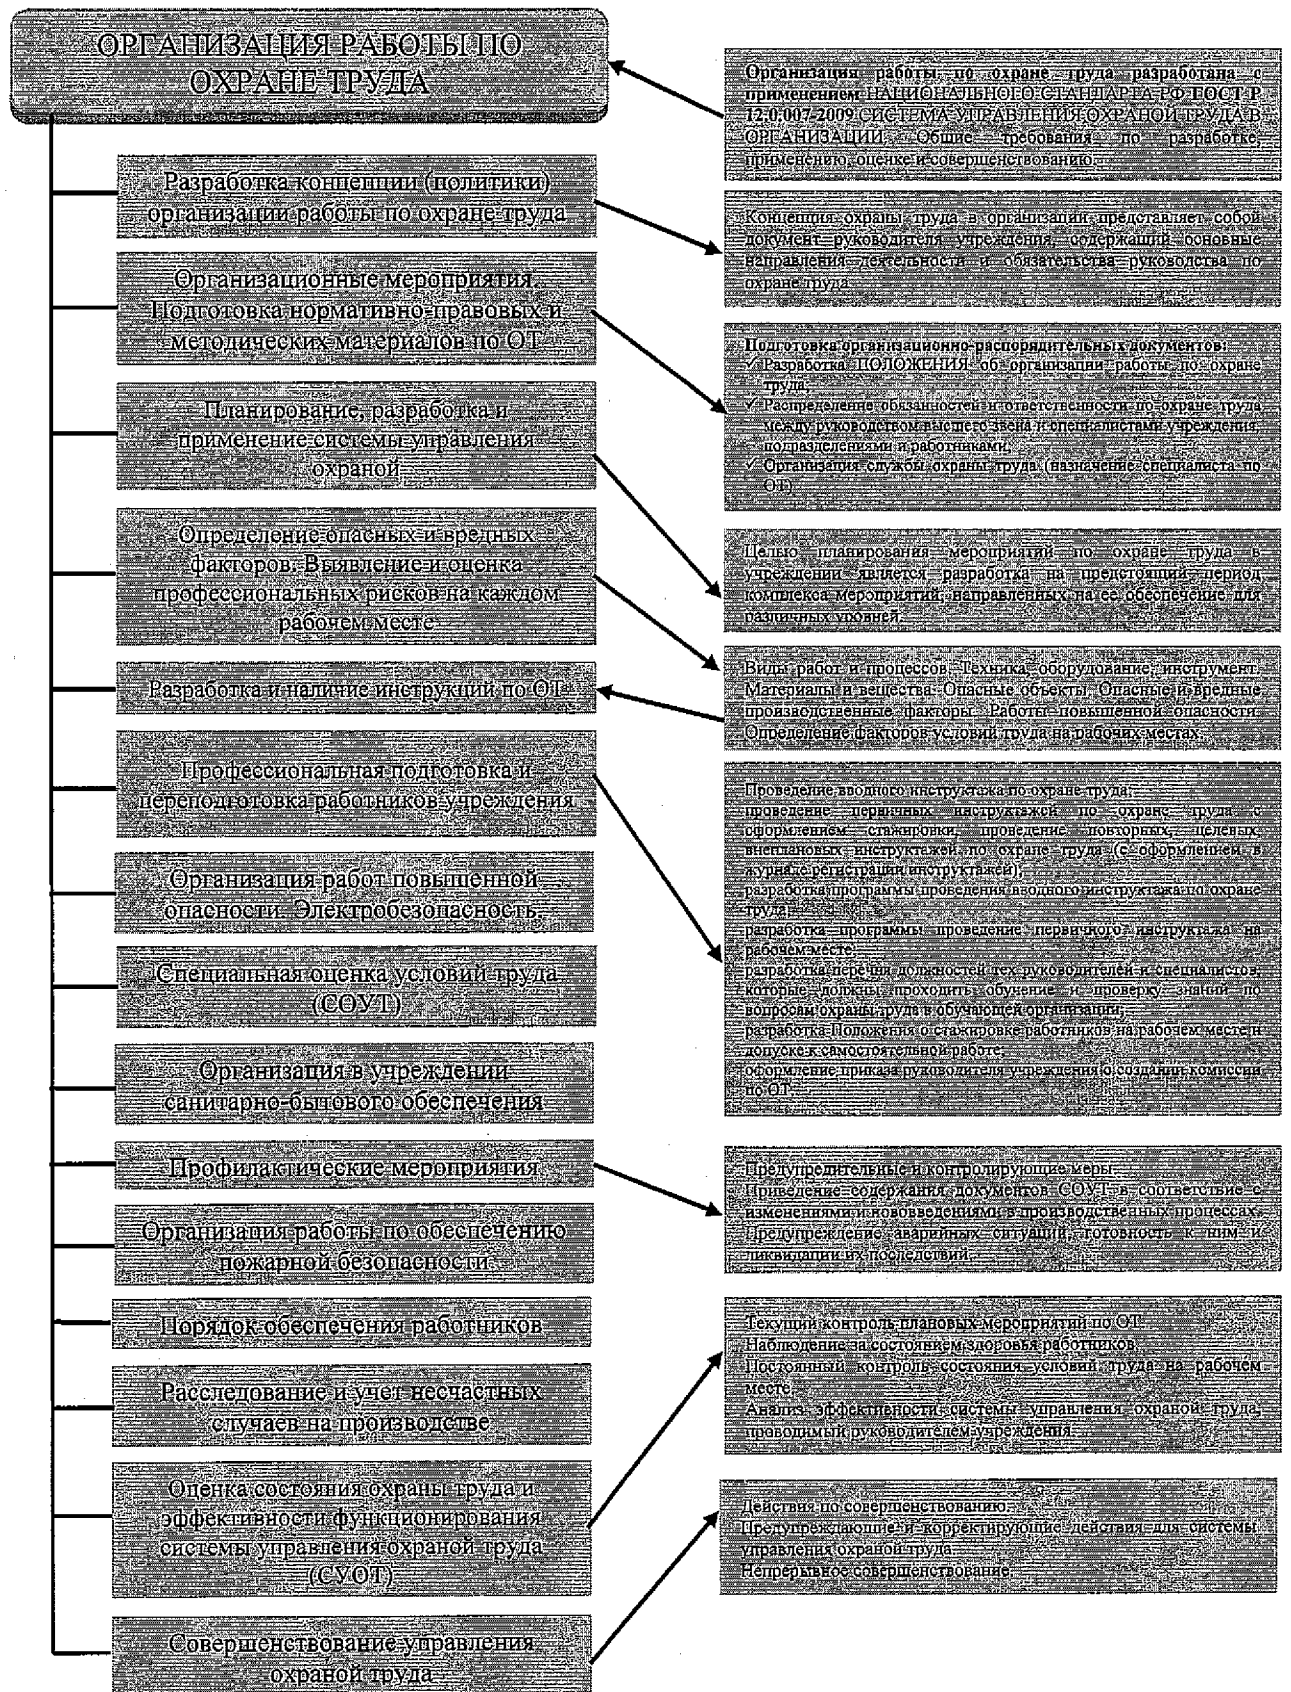 ОРГАНИЗАЦИЯ РАБОТЫ ПО
ОХРАНЕ ТРУДА
Организация работы по охране труда разработана с
применением НАЦИОНАЛЬНОГО СТАНДАРТА РФ ГОСТ Р
12.0.007-2009 СИСТЕМА УПРАВЛЕНИЯ ОХРАНОЙ ТРУДА В
ОРГАНИЗАЦИИ. Общие требования по разработке,
применению, оценке и совершенствованию.
Разработка концепции (политики)
организации работы по охране труда
Концепция охраны труда в организации представляет собой
документ руководителя учреждения, содержащий основные
направления деятельности и обязательства руководства по
охране труда
Организационные мероприятия.
Подготовка нормативно-правовых и
методических материалов по ОТ
Подготовка организационно-распорядительных документов:
✓ Разработка ПОЛОЖЕНИЯ об организации работы по охране
труда;
✓ Распределение обязанностей и ответственности по охране труда
между руководством высшего звена и специалистами учреждения,
подразделениями и работниками;
✓ Организация службы охраны труда (назначение специалиста по
ОТ)
Планирование, разработка и
применение системы управления
охраной
Целью планирования мероприятий по охране труда в
учреждении является разработка на предстоящий период
комплекса мероприятий, направленных на ее обеспечение для
различных уровней.
Определение опасных и вредных
факторов. Выявление и оценка
профессиональных рисков на каждом
рабочем месте
Виды работ и процессов. Техника, оборудование, инструмент.
Материалы и вещества. Опасные объекты. Опасные и вредные
производственные факторы. Работы повышенной опасности.
Определение факторов условий труда на рабочих местах.
Разработка и наличие инструкций по ОТ
Профессиональная подготовка и
переподготовка работников учреждения
Проведение вводного инструктажа по охране труда;
проведение первичных инструктажей по охране труда с
оформлением стажировки, проведение повторных, целевых,
внеплановых инструктажей по охране труда (с оформлением в
журнале регистрации инструктажей);
разработка программы проведения вводного инструктажа по охране
труда;
разработка программы проведение первичного инструктажа на
рабочем месте;
разработка перечня должностей тех руководителей и специалистов,
которые должны проходить обучение и проверку знаний по
вопросам охраны труда в обучающей организации;
разработка Положения о стажировке работников на рабочем месте и
допуске к самостоятельной работе;
оформление приказа руководителя учреждения о создании комиссии
по ОТ.
Организация работ повышенной
опасности. Электробезопасность.
Специальная оценка условий труда
(СОУТ)
Организация в учреждении
санитарно-бытового обеспечения
Профилактические мероприятия
Предупредительные и контролирующие меры.
Приведение содержания документов СОУТ в соответствие с
изменениями и нововведениями в производственных процессах.
Предупреждение аварийных ситуаций, готовность к ним и
ликвидации их последствий.
Организация работы по обеспечению
пожарной безопасности
Порядок обеспечения работников
Текущий контроль плановых мероприятий по ОТ.
Наблюдение за состоянием здоровья работников.
Постоянный контроль состояния условий труда на рабочем
месте.
Анализ эффективности системы управления охраной труда,
проводимый руководителем учреждения.
Расследование и учет несчастных
случаев на производстве
Оценка состояния охраны труда и
эффективности функционирования
системы управления охраной труда
(СУОТ)
Действия по совершенствованию.
Предупреждающие и корректирующие действия для системы
управления охраной труда
Непрерывное совершенствование.
Совершенствование управления
охраной труда